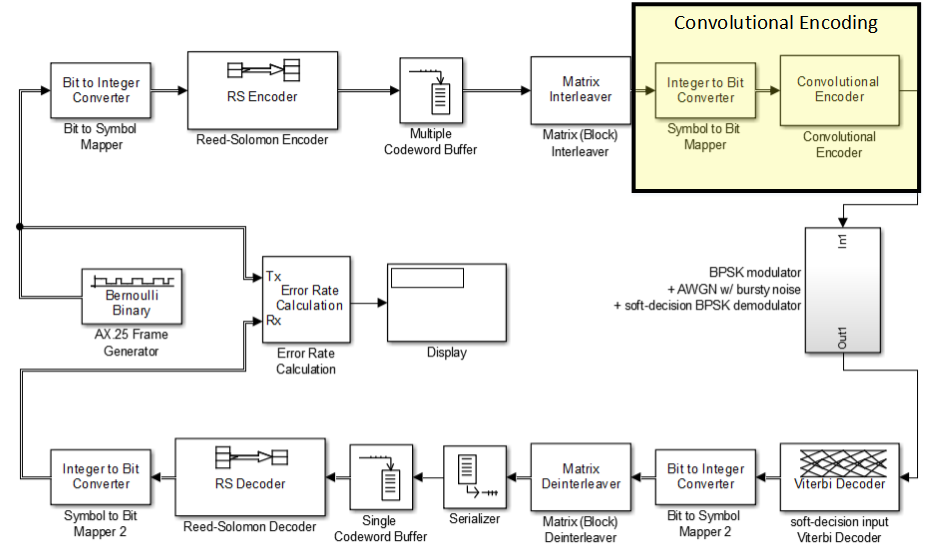 Convolutional Encoding
Bit to Integer
Converter
Bit to Symbol
Mapper
RS Encoder
Reed-Solomon Encoder
Multiple
Codeword Buffer
Matrix
Interleaver
Matrix (Block)
Interleaver
Integer to Bit
Converter
Symbol to Bit
Mapper
Convolutional
Encoder
Convolutional
Encoder
Bernoulli
Binary
AX.25 Frame
Generator
Tx
Error Rate
Calculation
Rx
Error Rate
Calculation
Display
BPSK modulator
+ AWGN w/ bursty noise
+ soft-decision BPSK demodulator
In1
Out1
Integer to Bit
Converter
Symbol to Bit
Mapper 2
RS Decoder
Reed-Solomon Decoder
Single
Codeword Buffer
Serializer
Matrix
Deinterleaver
Matrix (Block)
Deinterleaver
Bit to Integer
Converter
Bit to Symbol
Mapper 2
Viterbi Decoder
soft-decision input
Viterbi Decoder